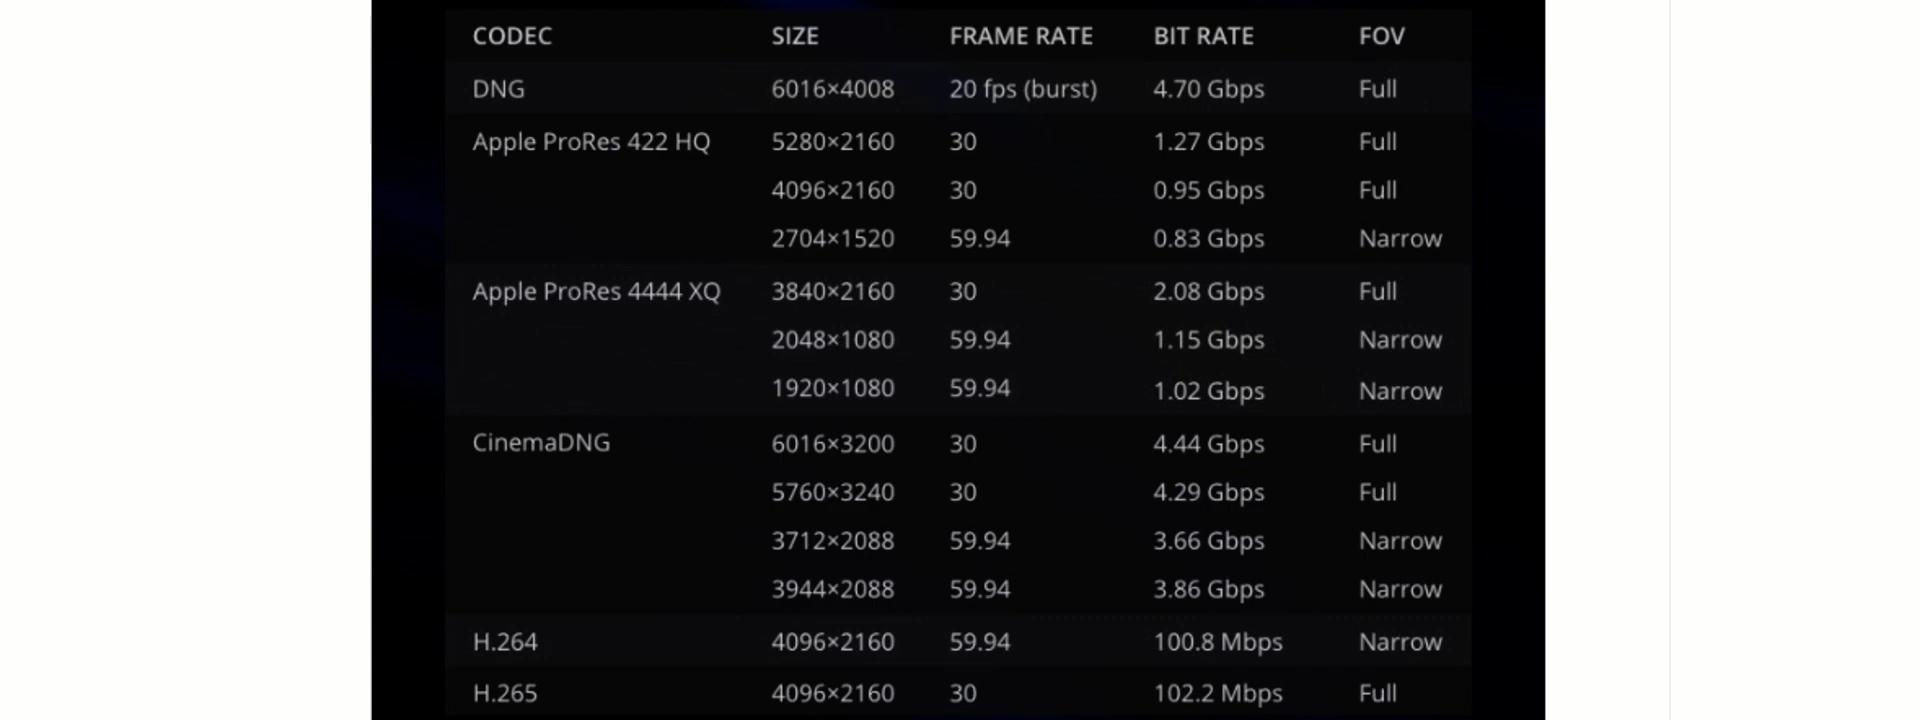 CODEC SIZE FRAME RATE BIT RATE FOV
DNG 6016×4008 20 fps (burst) 4.70 Gbps Full
Apple ProRes 422 HQ 5280×2160 30 1.27 Gbps Full
4096×2160 30 0.95 Gbps Full
2704×1520 59.94 0.83 Gbps Narrow
Apple ProRes 4444 XQ 3840×2160 30 2.08 Gbps Full
2048×1080 59.94 1.15 Gbps Narrow
1920×1080 59.94 1.02 Gbps Narrow
CinemaDNG 6016×3200 30 4.44 Gbps Full
5760×3240 30 4.29 Gbps Full
3712×2088 59.94 3.66 Gbps Narrow
3944×2088 59.94 3.86 Gbps Narrow
H.264 4096×2160 59.94 100.8 Mbps Narrow
H.265 4096×2160 30 102.2 Mbps Full